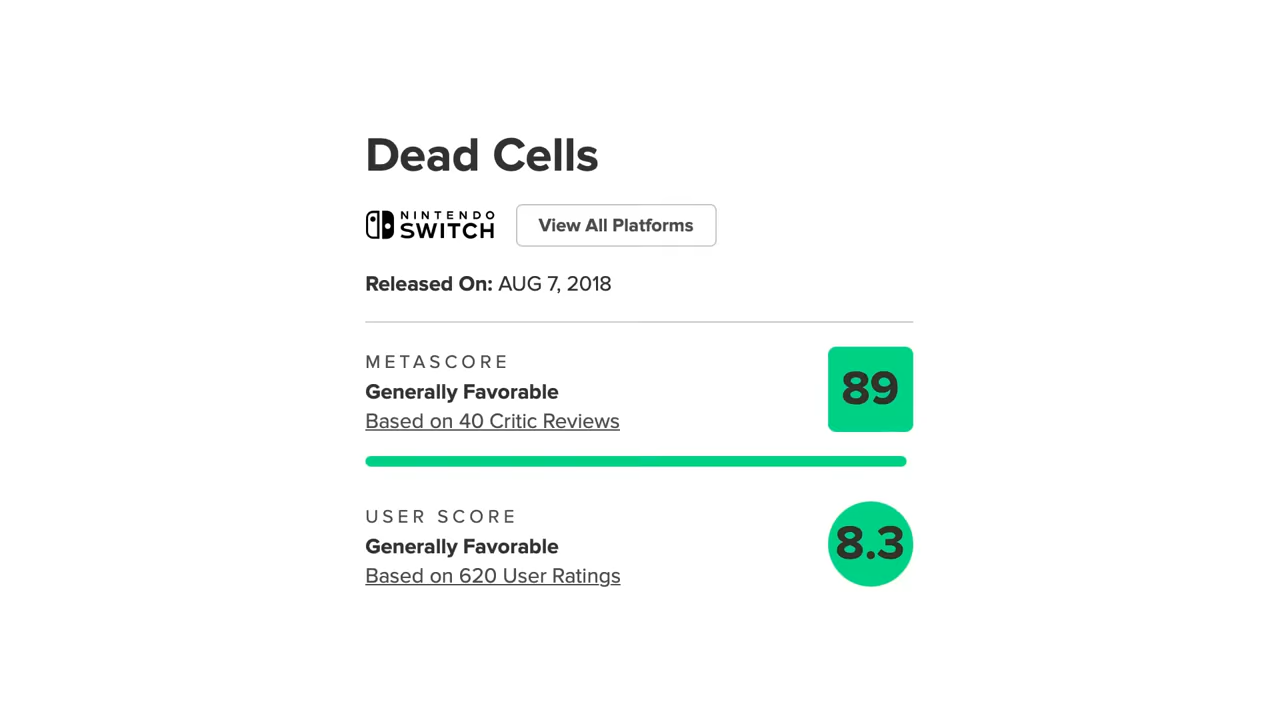 Dead Cells
NINTENDO
SWITCH
View All Platforms
Released On: AUG 7, 2018
METASCORE
Generally Favorable
Based on 40 Critic Reviews
89
USER SCORE
Generally Favorable
Based on 620 User Ratings
8.3